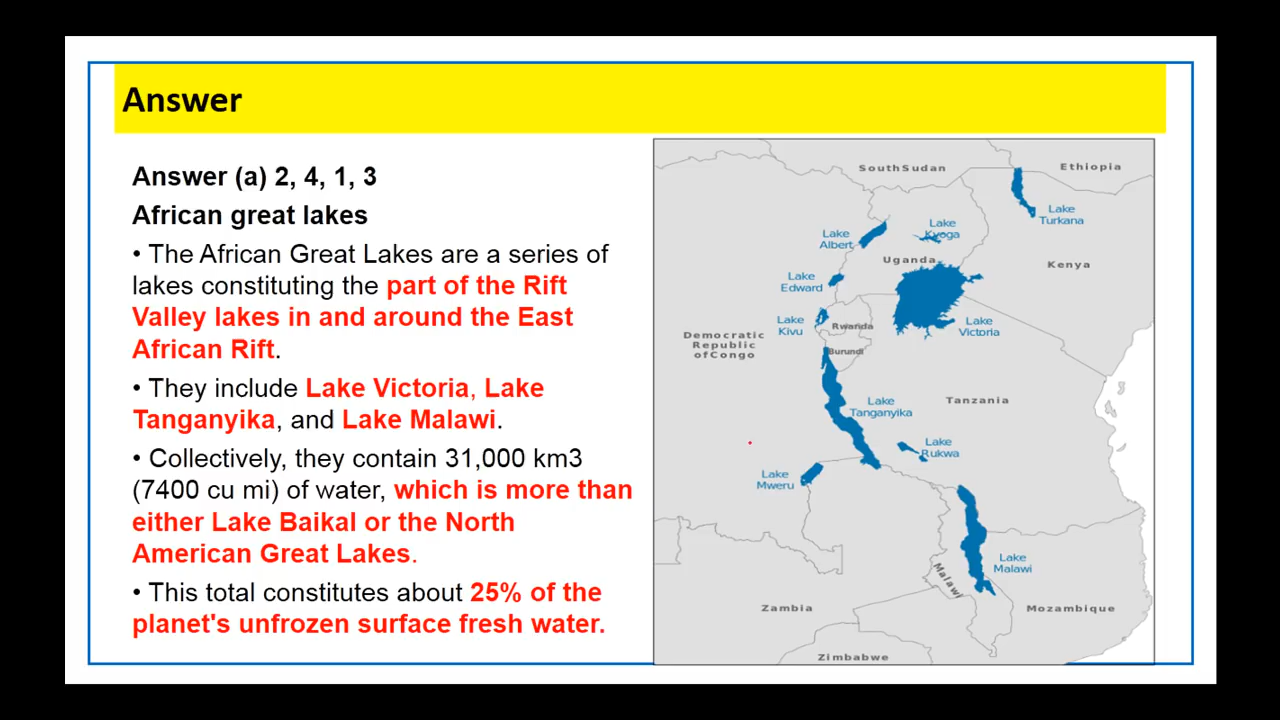 Answer
Answer (a) 2, 4, 1, 3
African great lakes
• The African Great Lakes are a series of
lakes constituting the part of the Rift
Valley lakes in and around the East
African Rift.
• They include Lake Victoria, Lake
Tanganyika, and Lake Malawi.
• Collectively, they contain 31,000 km3
(7400 cu mi) of water, which is more than
either Lake Baikal or the North
American Great Lakes.
• This total constitutes about 25% of the
planet's unfrozen surface fresh water.
SouthSudan
Ethiopia
Lake
Turkana
Lake
Albert
Lake
Kyoga
Uganda
Kenya
Lake
Edward
Lake
Kivu
Rwanda
Lake
Victoria
Democratic
Republic
ofCongo
Burundi
Lake
Tanganyika
Tanzania
Lake
Rukwa
Lake
Mweru
Lake
Malawi
Malawi
Zambia
Mozambique
Zimbabwe